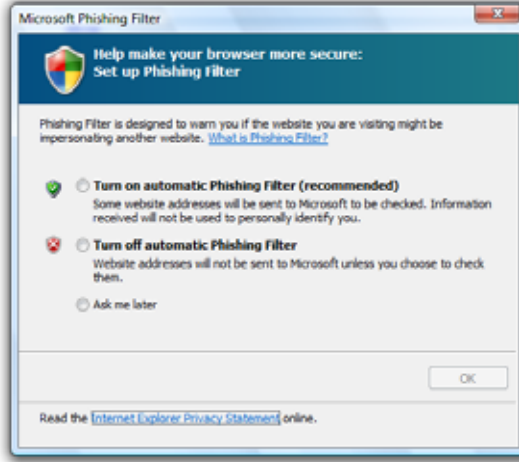 Microsoft Phishing Filter
Help make your browser more secure:
Set up Phishing Filter
Phishing Filter is designed to warn you if the website you are visiting might be
impersonating another website. What is Phishing Filter?
Turn on automatic Phishing Filter (recommended)
Some website addresses will be sent to Microsoft to be checked. Information
received will not be used to personally identify you.
Turn off automatic Phishing Filter
Website addresses will not be sent to Microsoft unless you choose to check
them.
Ask me later
OK
Read the Internet Explorer Privacy Statement online.